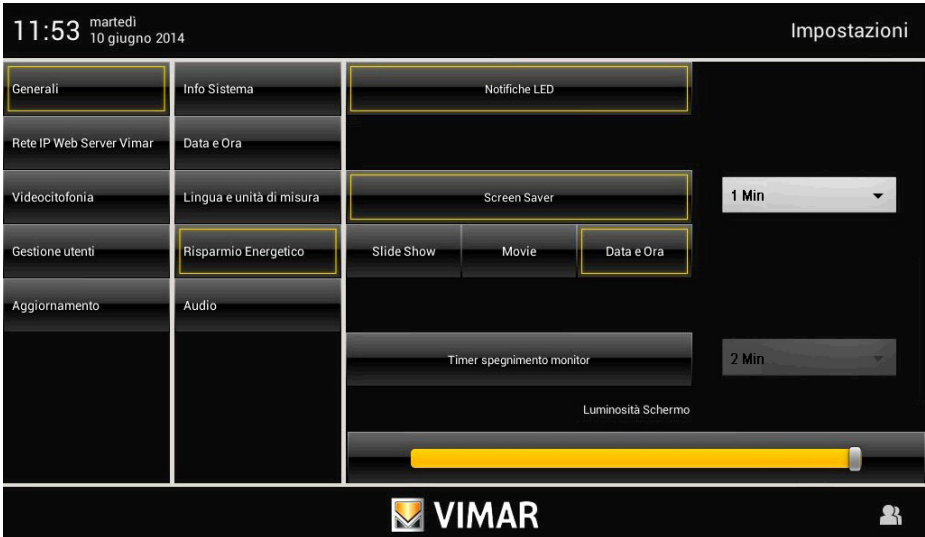 11:53 martedì
10 giugno 2014
Impostazioni
Generali
Rete IP Web Server Vimar
Videocitofonia
Gestione utenti
Aggiornamento
Info Sistema
Data e Ora
Lingua e unità di misura
Risparmio Energetico
Audio
Notifiche LED
Screen Saver
1 Min
Slide Show
Movie
Data e Ora
Timer spegnimento monitor
2 Min
Luminosità Schermo
VIMAR